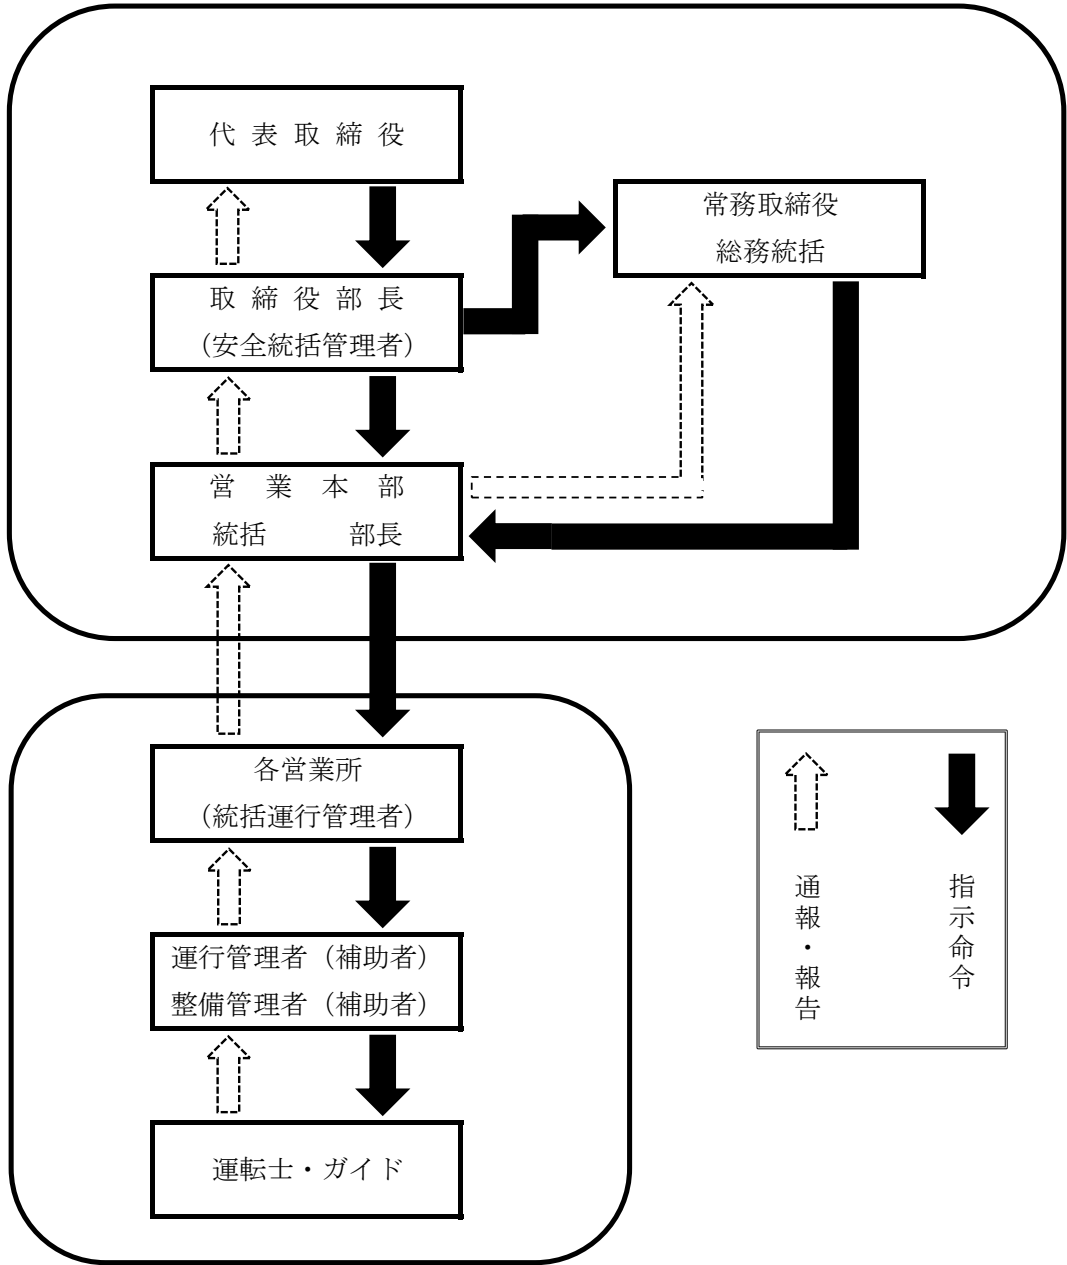 代表取締役
常務取締役
総務統括
取締役部長
（安全統括管理者）
営業本部
統括　　　部長
各営業所
（統括運行管理者）
運行管理者（補助者）
整備管理者（補助者）
運転士・ガイド
通報・報告
指示命令